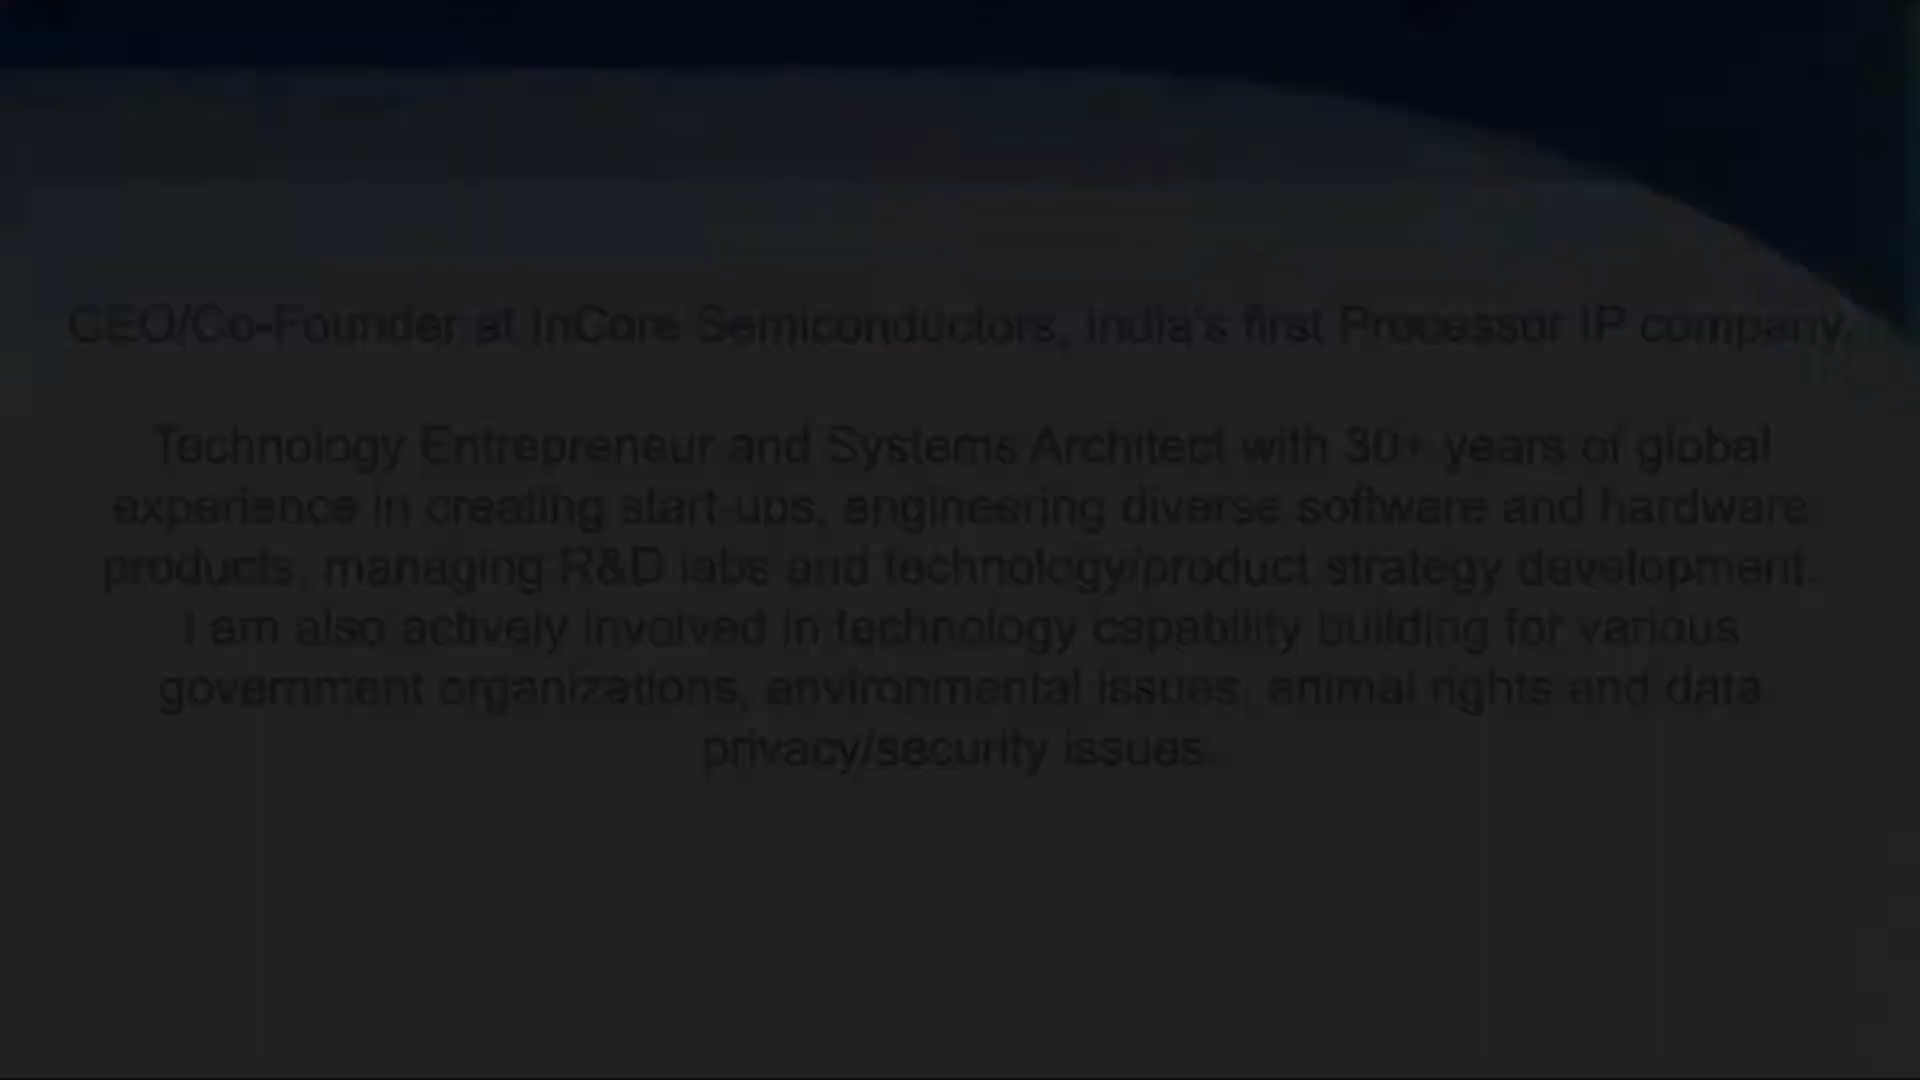 CEO/Co-Founder at InCore Semiconductors, India's first Processor IP company.
Technology Entrepreneur and Systems Architect with 30+ years of global
experience in creating start-ups, engineering diverse software and hardware
products, managing R&D labs and technology/product strategy development.
I am also actively involved in technology capability building for various
government organizations, environmental issues, animal rights and data
privacy/security issues.